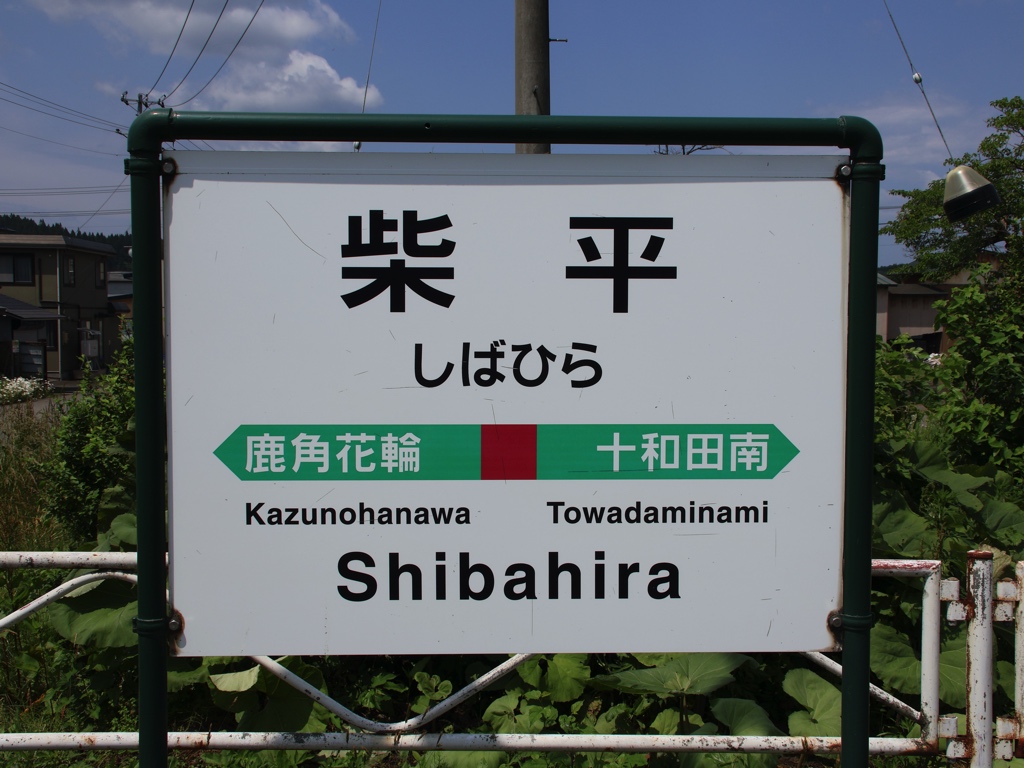 柴平
しばひら
鹿角花輪 十和田南
Kazunohanawa Towadaminami
Shibahira